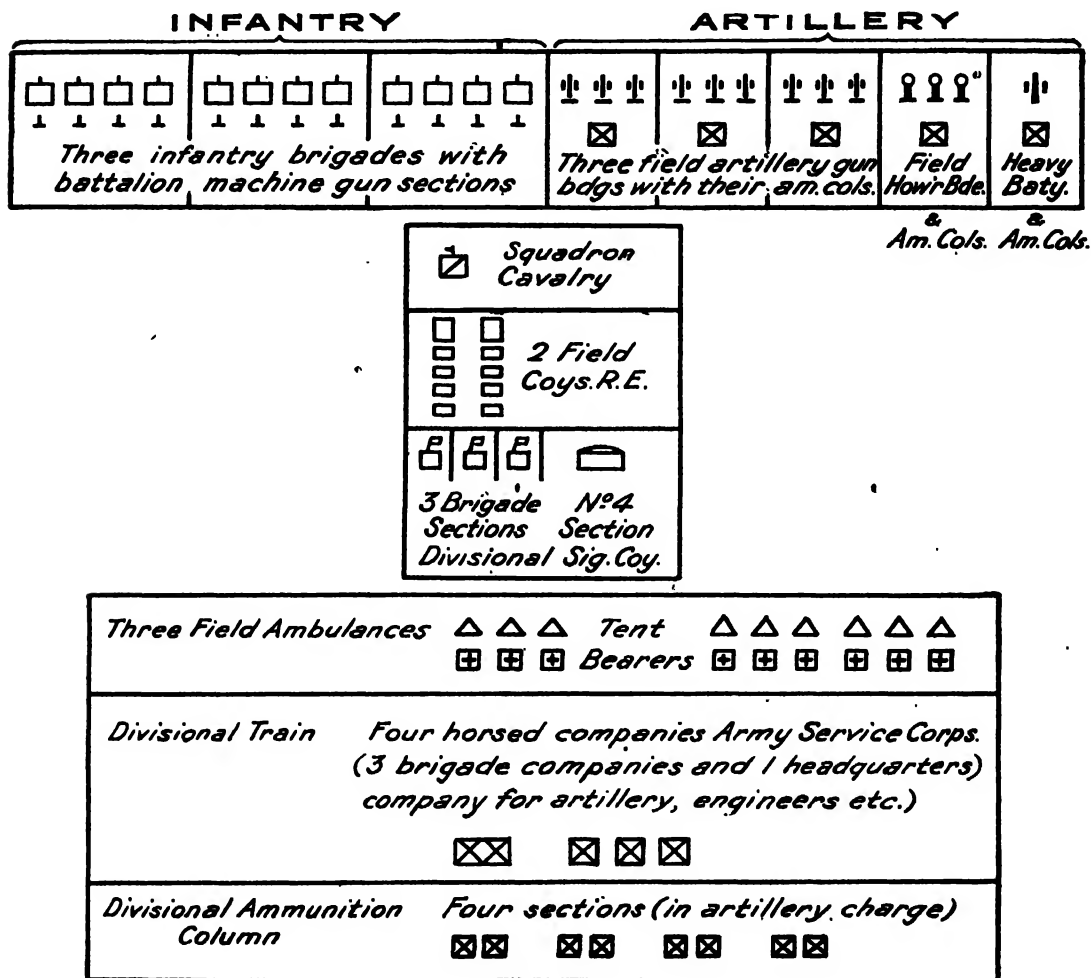 INFANTRY
ARTILLERY
Three infantry brigades with
battalion machine gun sections
Three field artillery gun
bdgs with their am. cols.
Field
How'r Bde.
&
Am. Cols.
Heavy
Baty.
&
Am. Cols.
Squadron
Cavalry
2 Field
Coys. R.E.
3 Brigade
Sections
Nº 4
Section
Divisional Sig. Coy.
Three Field Ambulances
Tent
Bearers
Divisional Train
Four horsed companies Army Service Corps.
(3 brigade companies and 1 headquarters)
company for artillery, engineers etc.)
Divisional Ammunition
Column
Four sections (in artillery charge)